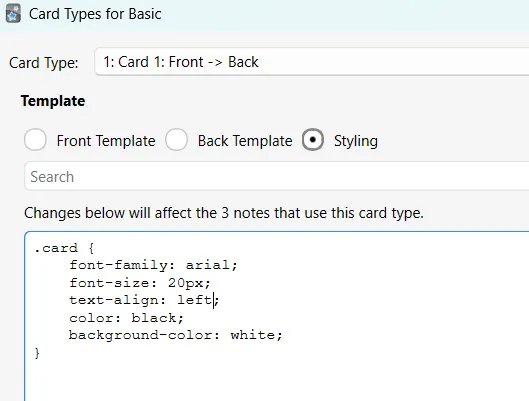 Card Types for Basic
Card Type: 1: Card 1: Front -> Back
Template
Front Template Back Template Styling
Search
Changes below will affect the 3 notes that use this card type.
.card {
    font-family: arial;
    font-size: 20px;
    text-align: left;
    color: black;
    background-color: white;
}